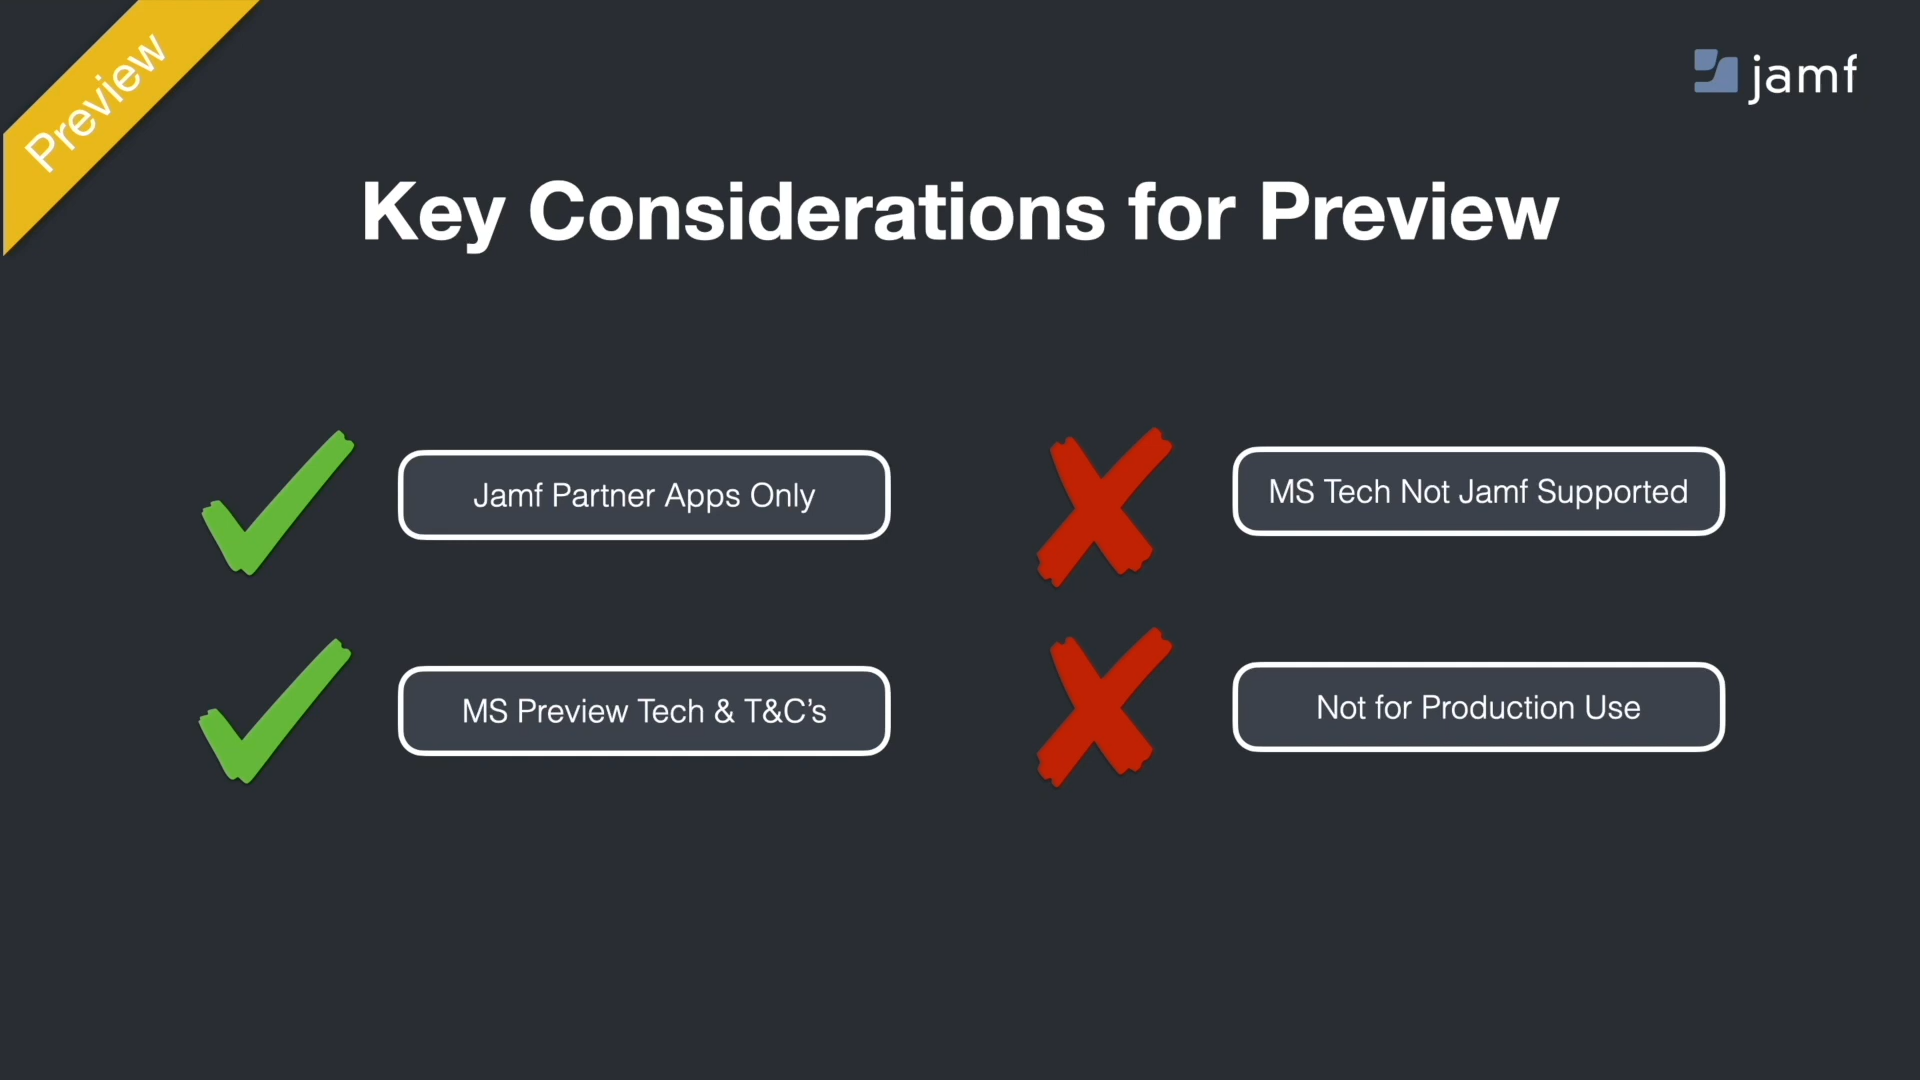 Preview
jamf
Key Considerations for Preview
Jamf Partner Apps Only
MS Tech Not Jamf Supported
MS Preview Tech & T&C’s
Not for Production Use